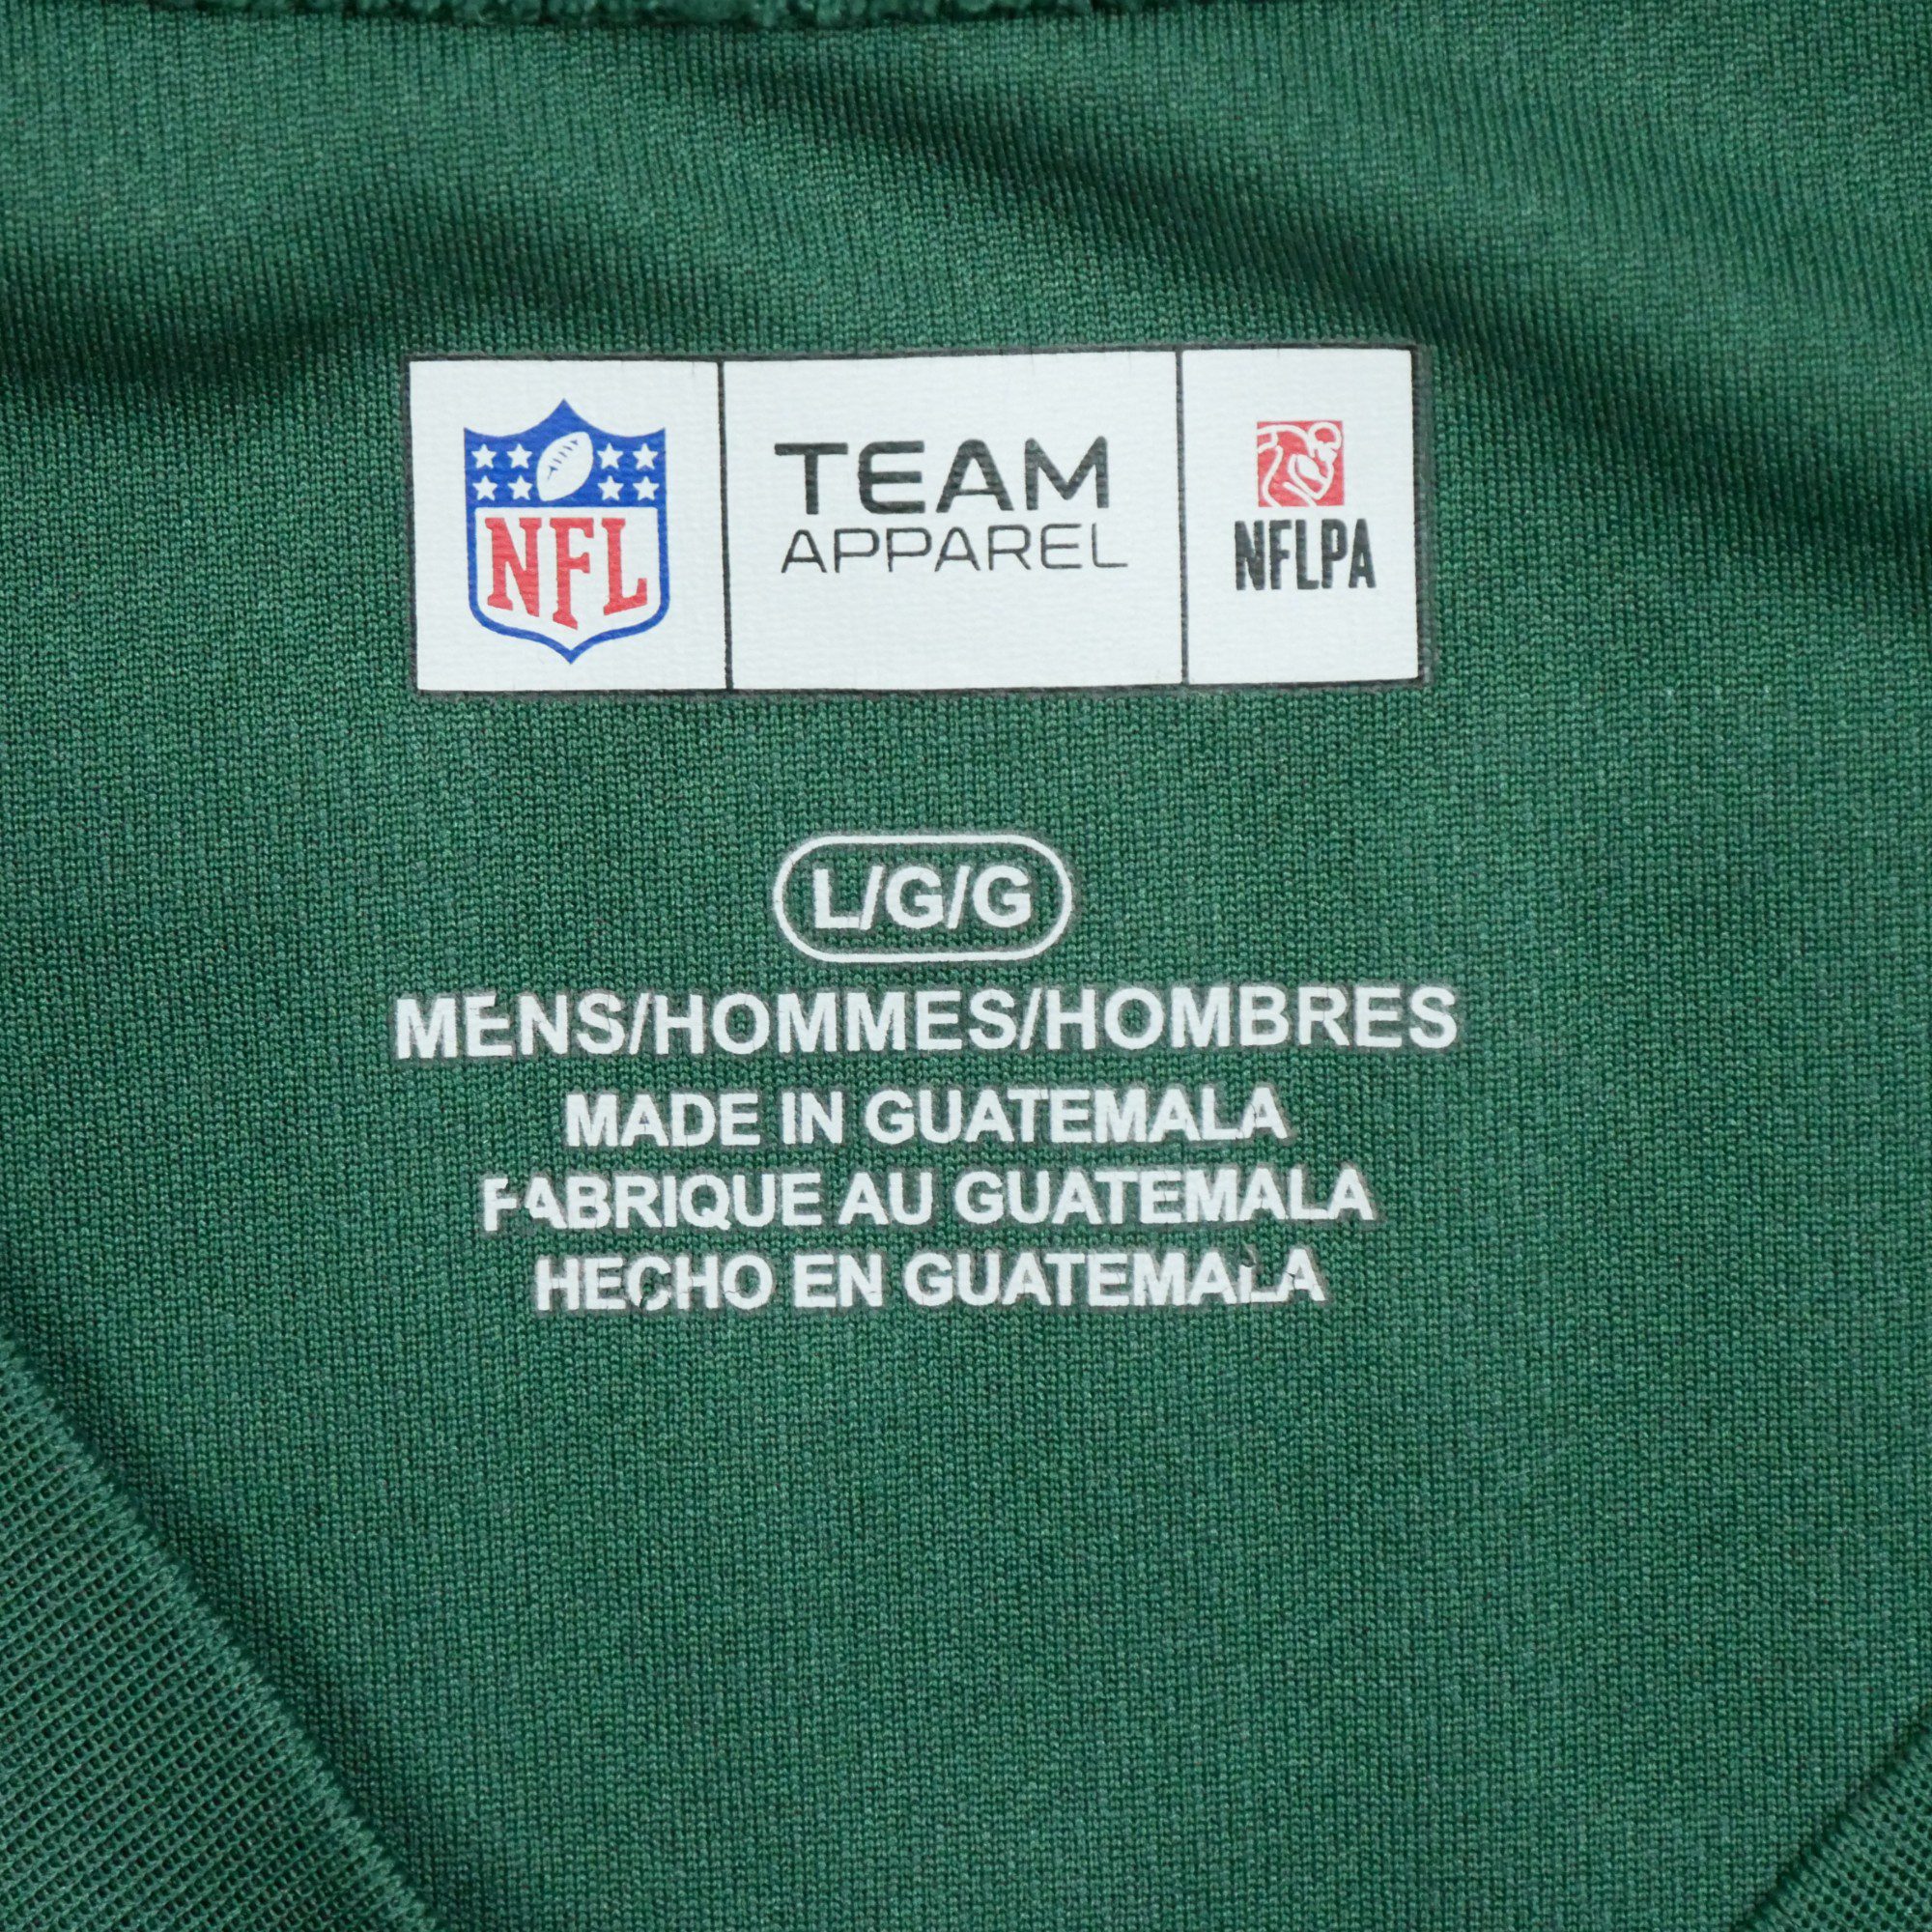 NFL
TEAM
APPAREL
NFLPA
L/G/G
MENS/HOMMES/HOMBRES
MADE IN GUATEMALA
FABRIQUE AU GUATEMALA
HECHO EN GUATEMALA